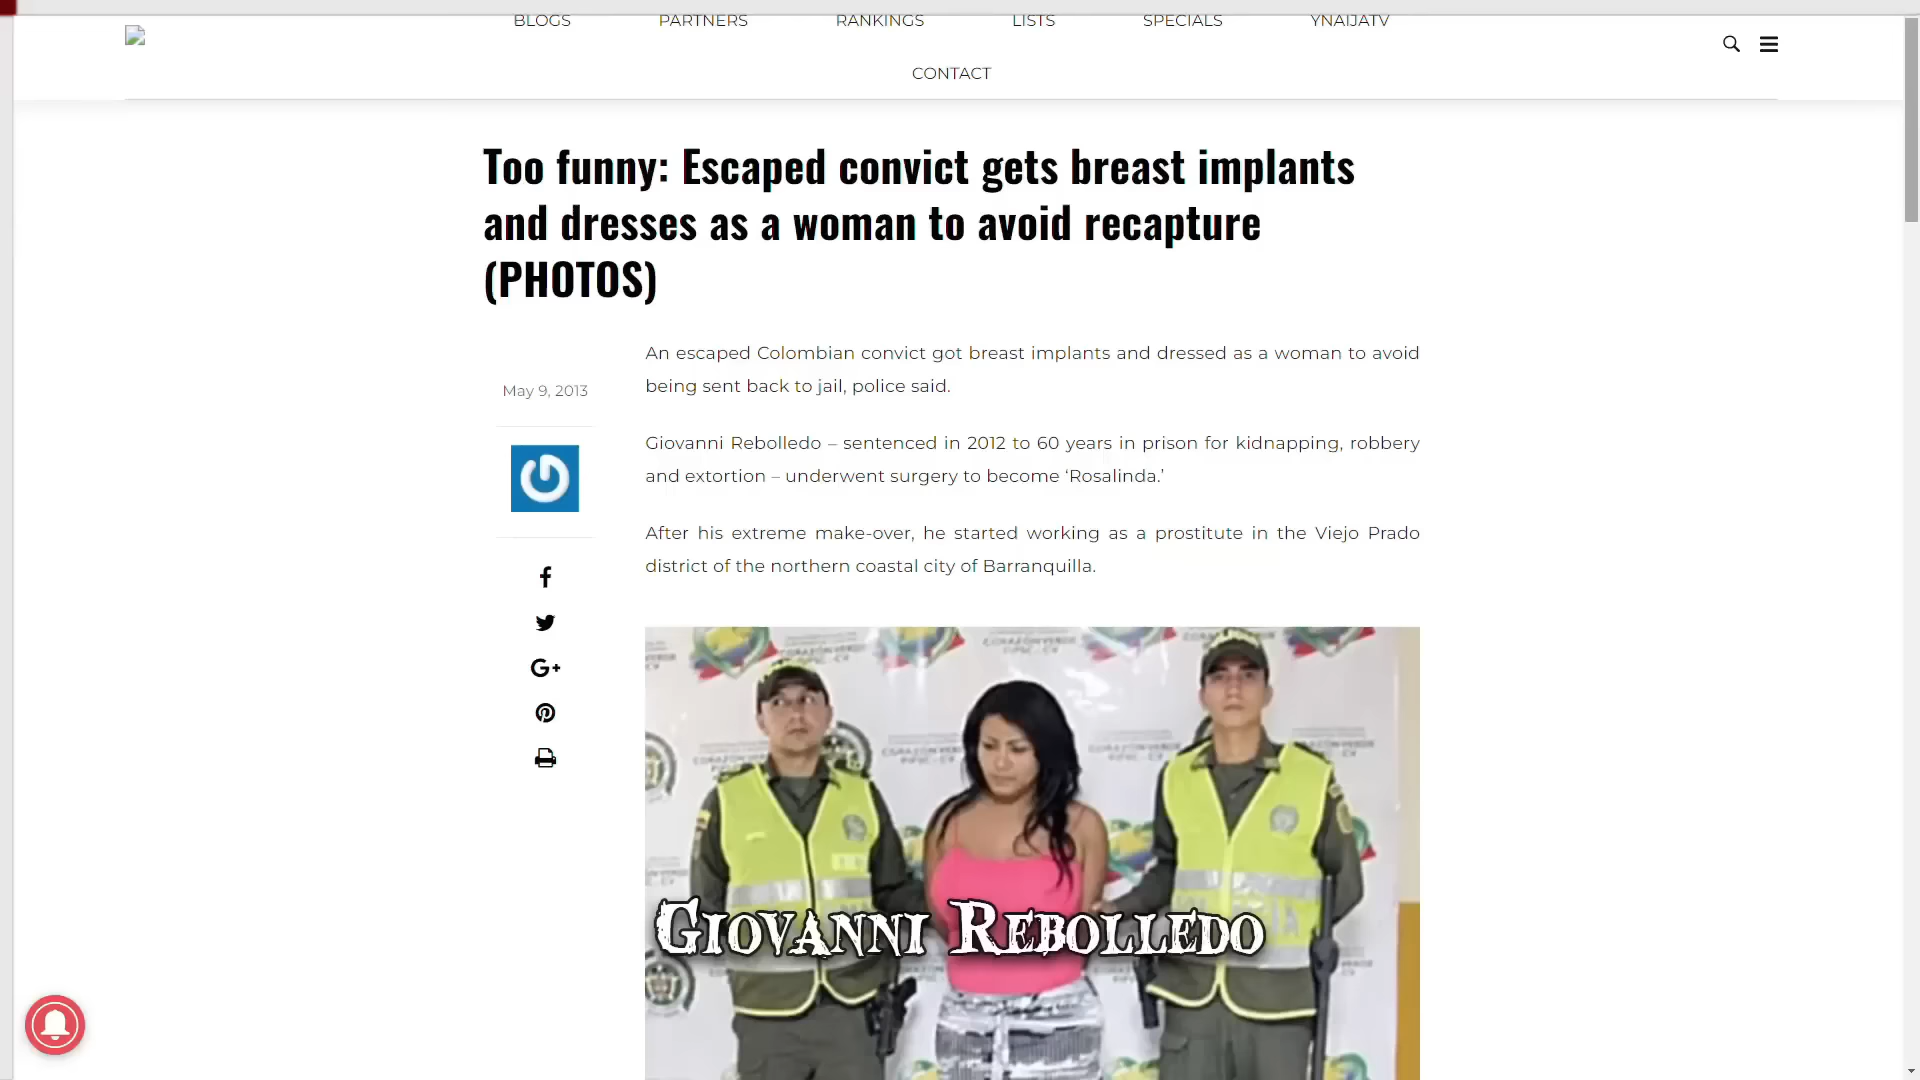 BLOGS PARTNERS RANKINGS LISTS SPECIALS YNAIJATV
CONTACT
Too funny: Escaped convict gets breast implants
and dresses as a woman to avoid recapture
(PHOTOS)
An escaped Colombian convict got breast implants and dressed as a woman to avoid
being sent back to jail, police said.
May 9, 2013
Giovanni Rebolledo – sentenced in 2012 to 60 years in prison for kidnapping, robbery
and extortion – underwent surgery to become ‘Rosalinda.’
After his extreme make-over, he started working as a prostitute in the Viejo Prado
district of the northern coastal city of Barranquilla.
GIOVANNI REBOLLEDO